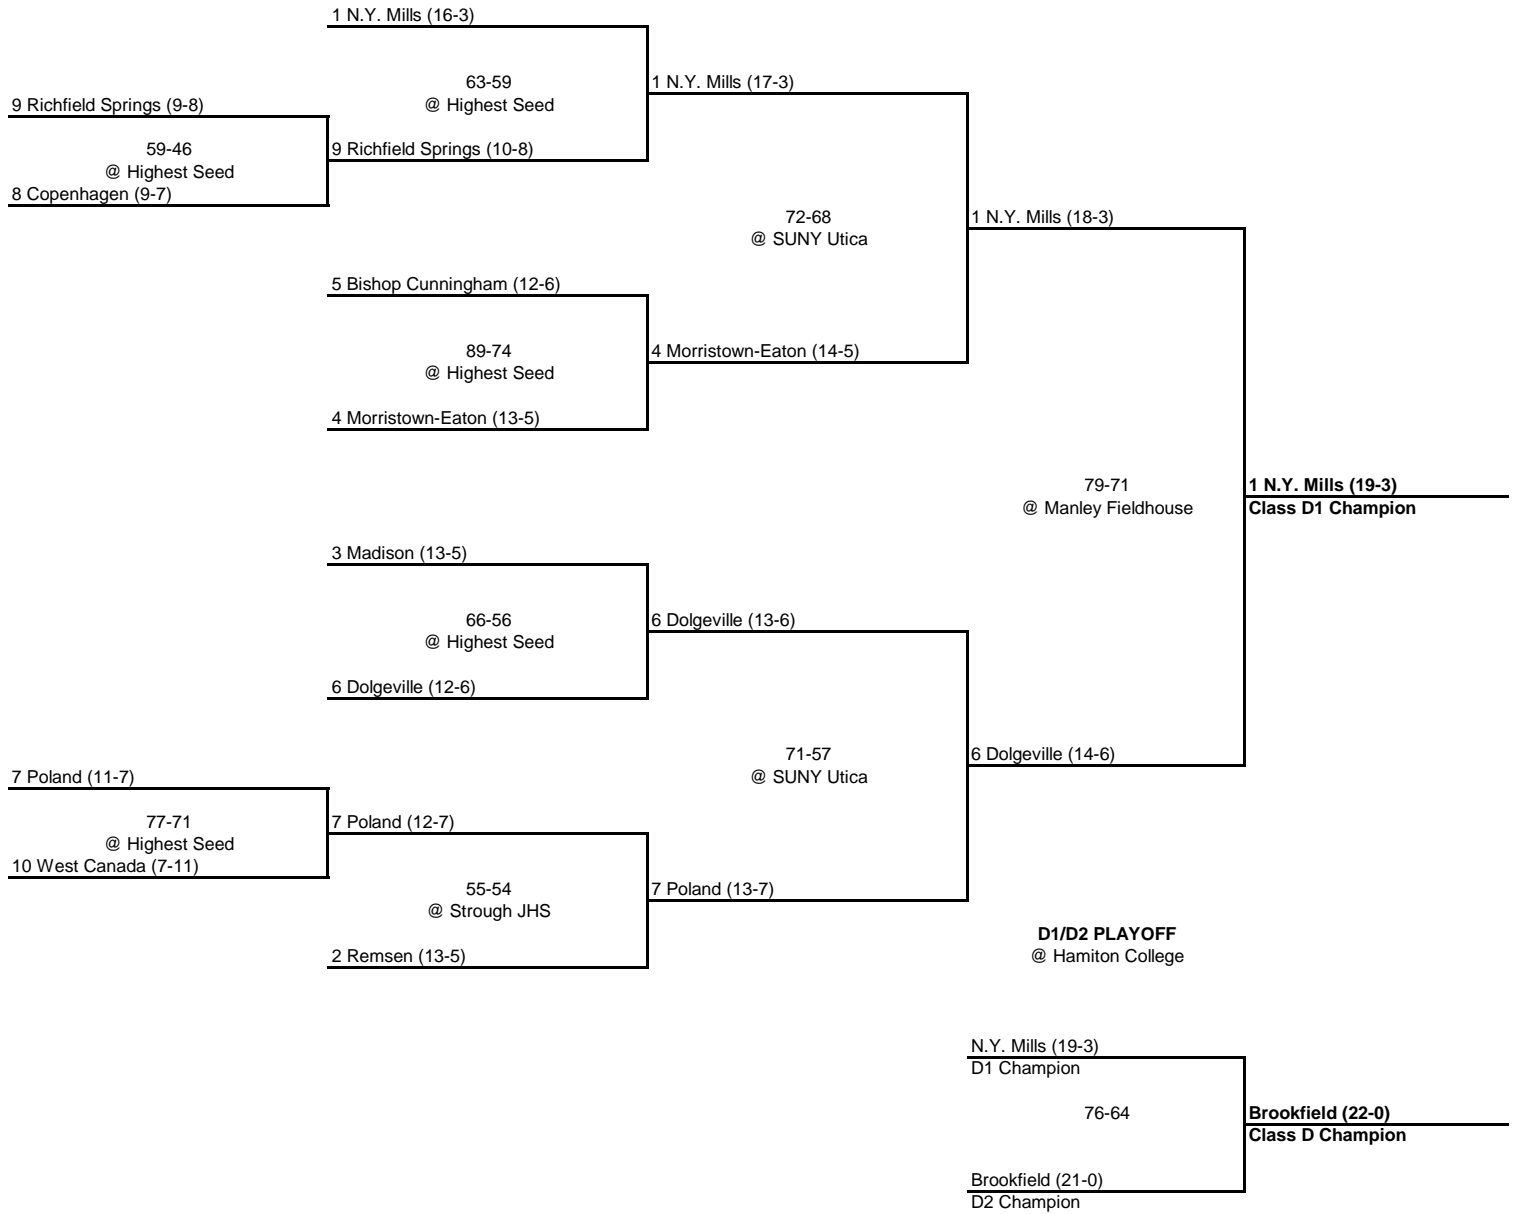 1 N.Y. Mills (16-3)
63-59
@ Highest Seed
1 N.Y. Mills (17-3)
9 Richfield Springs (9-8)
59-46
@ Highest Seed
9 Richfield Springs (10-8)
8 Copenhagen (9-7)
72-68
@ SUNY Utica
1 N.Y. Mills (18-3)
5 Bishop Cunningham (12-6)
89-74
@ Highest Seed
4 Morristown-Eaton (14-5)
4 Morristown-Eaton (13-5)
79-71
@ Manley Fieldhouse
1 N.Y. Mills (19-3)
Class D1 Champion
3 Madison (13-5)
66-56
@ Highest Seed
6 Dolgeville (13-6)
6 Dolgeville (12-6)
71-57
@ SUNY Utica
6 Dolgeville (14-6)
7 Poland (11-7)
77-71
@ Highest Seed
7 Poland (12-7)
10 West Canada (7-11)
55-54
@ Strough JHS
7 Poland (13-7)
2 Remsen (13-5)
D1/D2 PLAYOFF
@ Hamiton College
N.Y. Mills (19-3)
D1 Champion
76-64
Brookfield (22-0)
Class D Champion
Brookfield (21-0)
D2 Champion